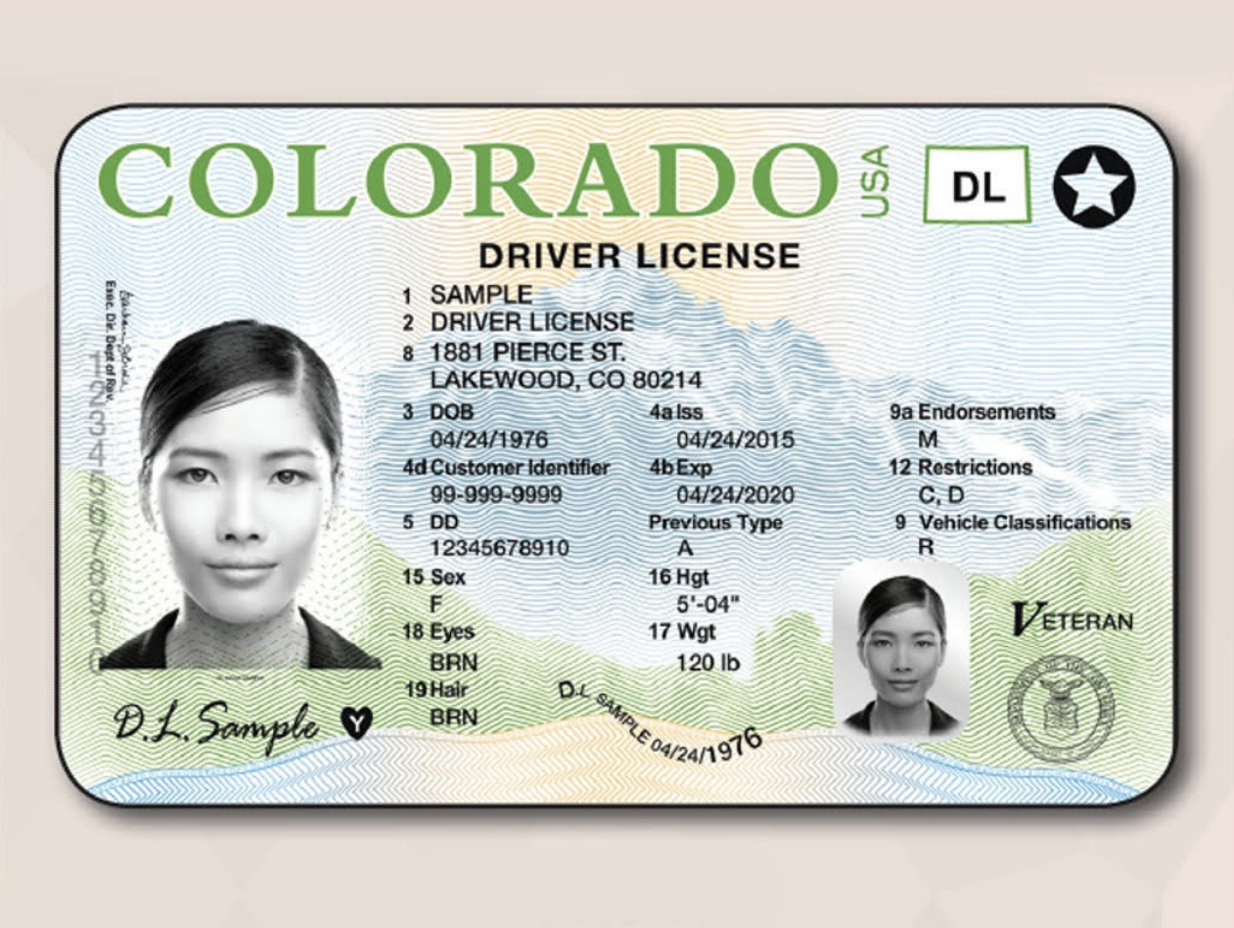 COLORADO USA DL
DRIVER LICENSE
1 SAMPLE
2 DRIVER LICENSE
8 1881 PIERCE ST.
LAKEWOOD, CO 80214
3 DOB 4a Iss 9a Endorsements
04/24/1976 04/24/2015 M
4d Customer Identifier 4b Exp 12 Restrictions
99-999-9999 04/24/2020 C, D
5 DD Previous Type 9 Vehicle Classifications
12345678910 A R
15 Sex 16 Hgt
F 5'-04"
18 Eyes 17 Wgt
BRN 120 lb
19 Hair
BRN
D.L. SAMPLE 04/24/1976
VETERAN
Exec. Dir. Dept of Rev.
12345678910
D.L. Sample Y